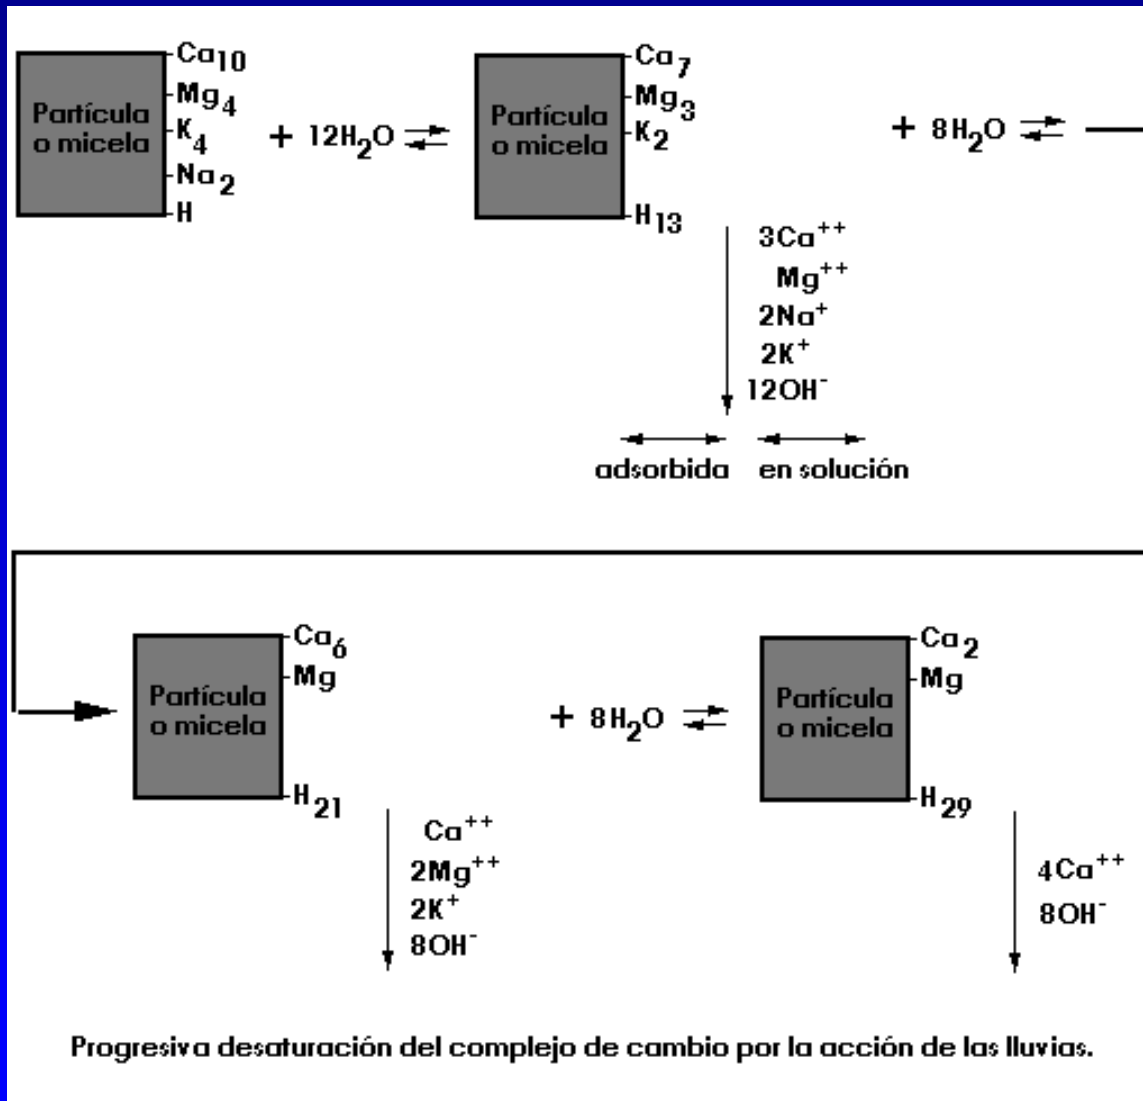 Partícula
o micela
Ca10
Mg4
K4
Na2
H
+ 12H2O
Partícula
o micela
Ca7
Mg3
K2
H13
+ 8H2O
3Ca++
Mg++
2Na+
2K+
12OH-
adsorbida en solución
Partícula
o micela
Ca6
Mg
H21
+ 8H2O
Ca++
2Mg++
2K+
8OH-
Partícula
o micela
Ca2
Mg
H29
4Ca++
8OH-
Progresiva desaturación del complejo de cambio por la acción de las lluvias.